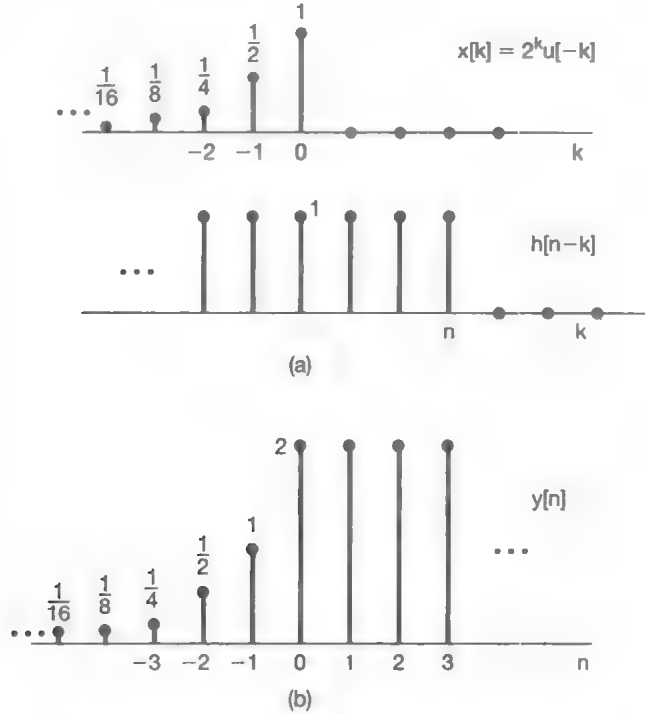 1
1/2
1/4
1/8
1/16
x[k] = 2^k u[−k]
...
−2 −1 0 k
1
h[n−k]
...
n k
(a)
2
y[n]
1
1/2
1/4
1/8
1/16
...
...
−3 −2 −1 0 1 2 3 n
(b)